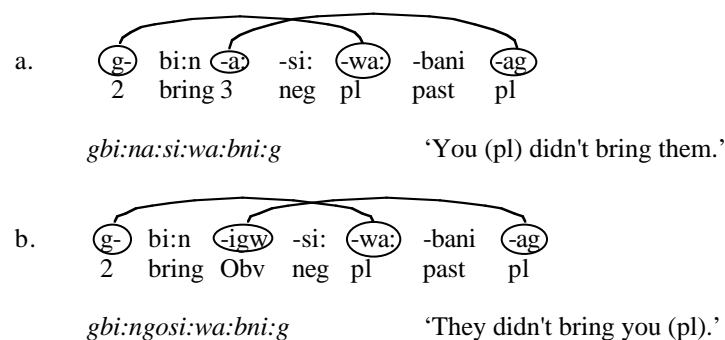 a. g- bi:n -a: -si: -wa: -bani -ag
2 bring 3 neg pl past pl
gbi:na:si:wa:bni:g ‘You (pl) didn't bring them.’
b. g- bi:n -igw -si: -wa: -bani -ag
2 bring Obv neg pl past pl
gbi:ngosi:wa:bni:g ‘They didn't bring you (pl).’